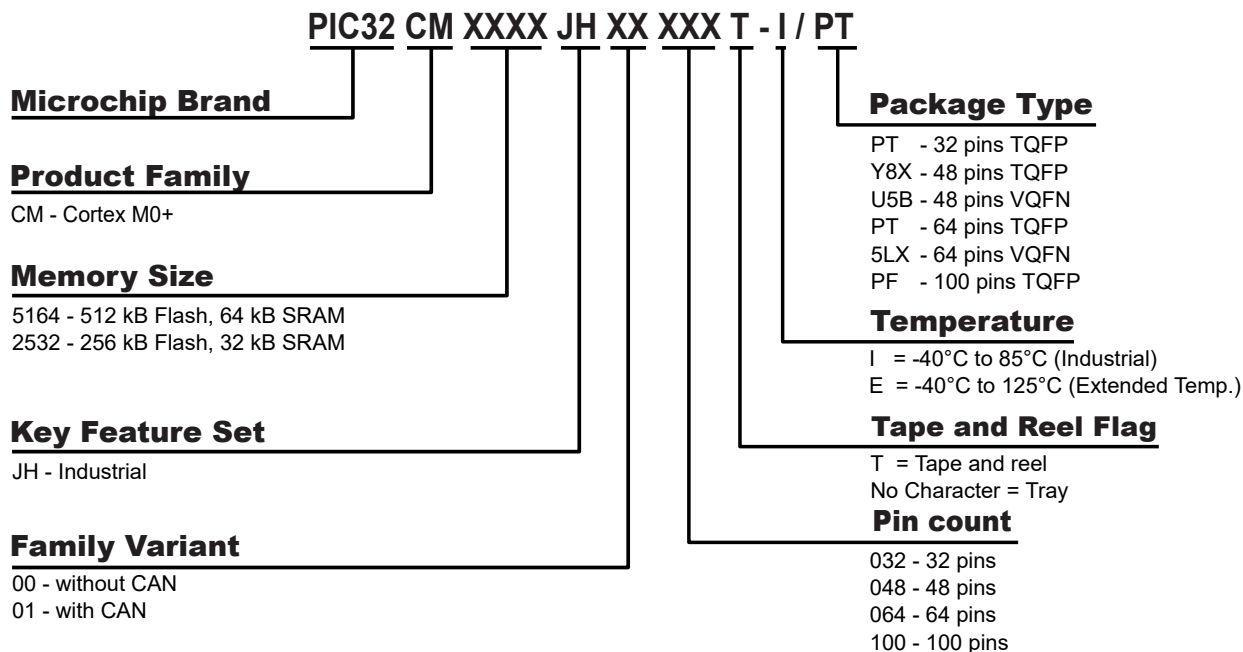 PIC32 CM XXXX JH XX XXX T - I / PT
Microchip Brand
Product Family
CM - Cortex M0+
Memory Size
5164 - 512 kB Flash, 64 kB SRAM
2532 - 256 kB Flash, 32 kB SRAM
Key Feature Set
JH - Industrial
Family Variant
00 - without CAN
01 - with CAN
Package Type
PT - 32 pins TQFP
Y8X - 48 pins TQFP
U5B - 48 pins VQFN
PT - 64 pins TQFP
5LX - 64 pins VQFN
PF - 100 pins TQFP
Temperature
I = -40°C to 85°C (Industrial)
E = -40°C to 125°C (Extended Temp.)
Tape and Reel Flag
T = Tape and reel
No Character = Tray
Pin count
032 - 32 pins
048 - 48 pins
064 - 64 pins
100 - 100 pins